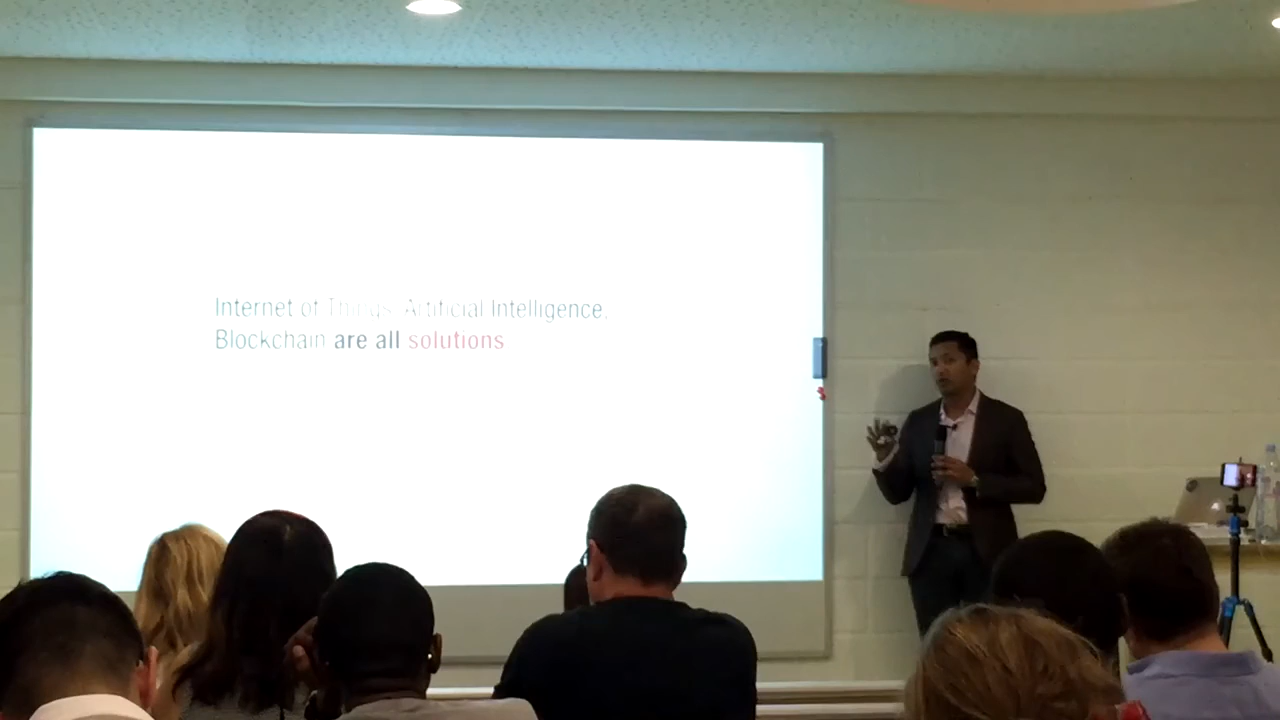 Internet of Things, Artificial Intelligence,
Blockchain are all solutions